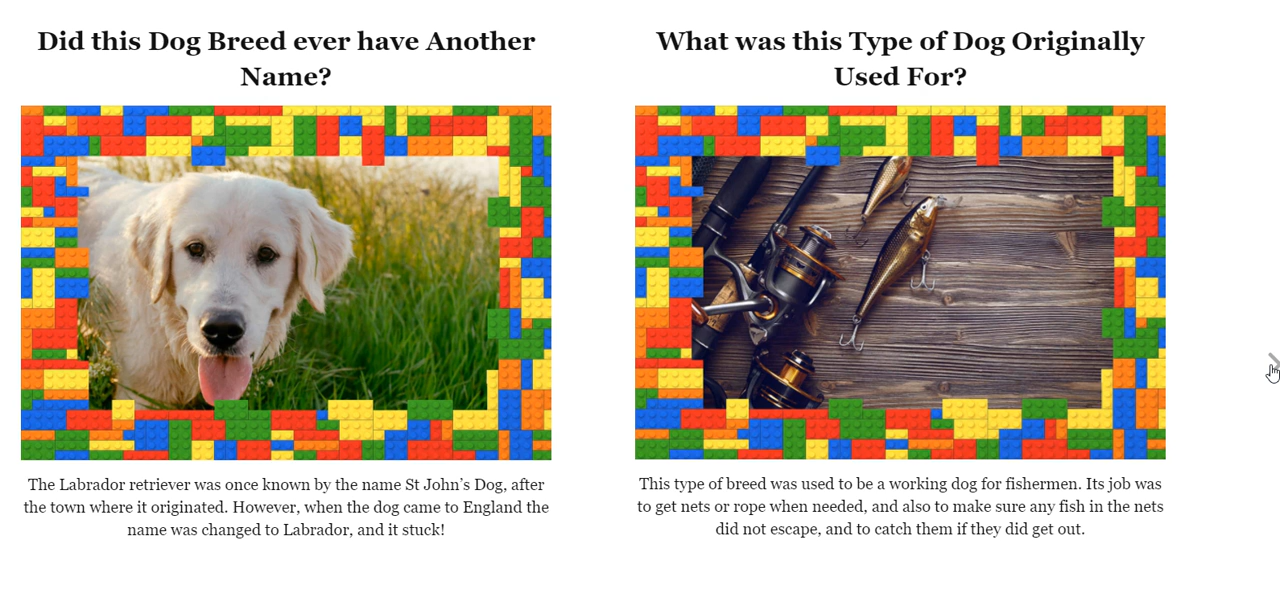 Did this Dog Breed ever have Another
Name?
The Labrador retriever was once known by the name St John’s Dog, after
the town where it originated. However, when the dog came to England the
name was changed to Labrador, and it stuck!
What was this Type of Dog Originally
Used For?
This type of breed was used to be a working dog for fishermen. Its job was
to get nets or rope when needed, and also to make sure any fish in the nets
did not escape, and to catch them if they did get out.